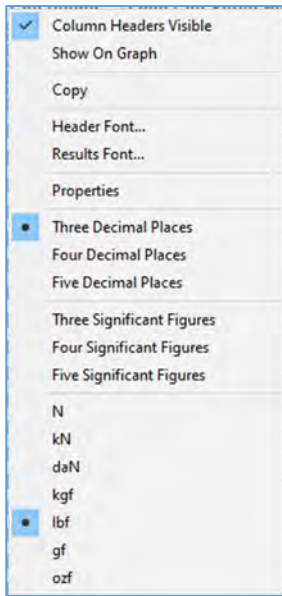 Column Headers Visible
Show On Graph
Copy
Header Font...
Results Font...
Properties
Three Decimal Places
Four Decimal Places
Five Decimal Places
Three Significant Figures
Four Significant Figures
Five Significant Figures
N
kN
daN
kgf
lbf
gf
ozf